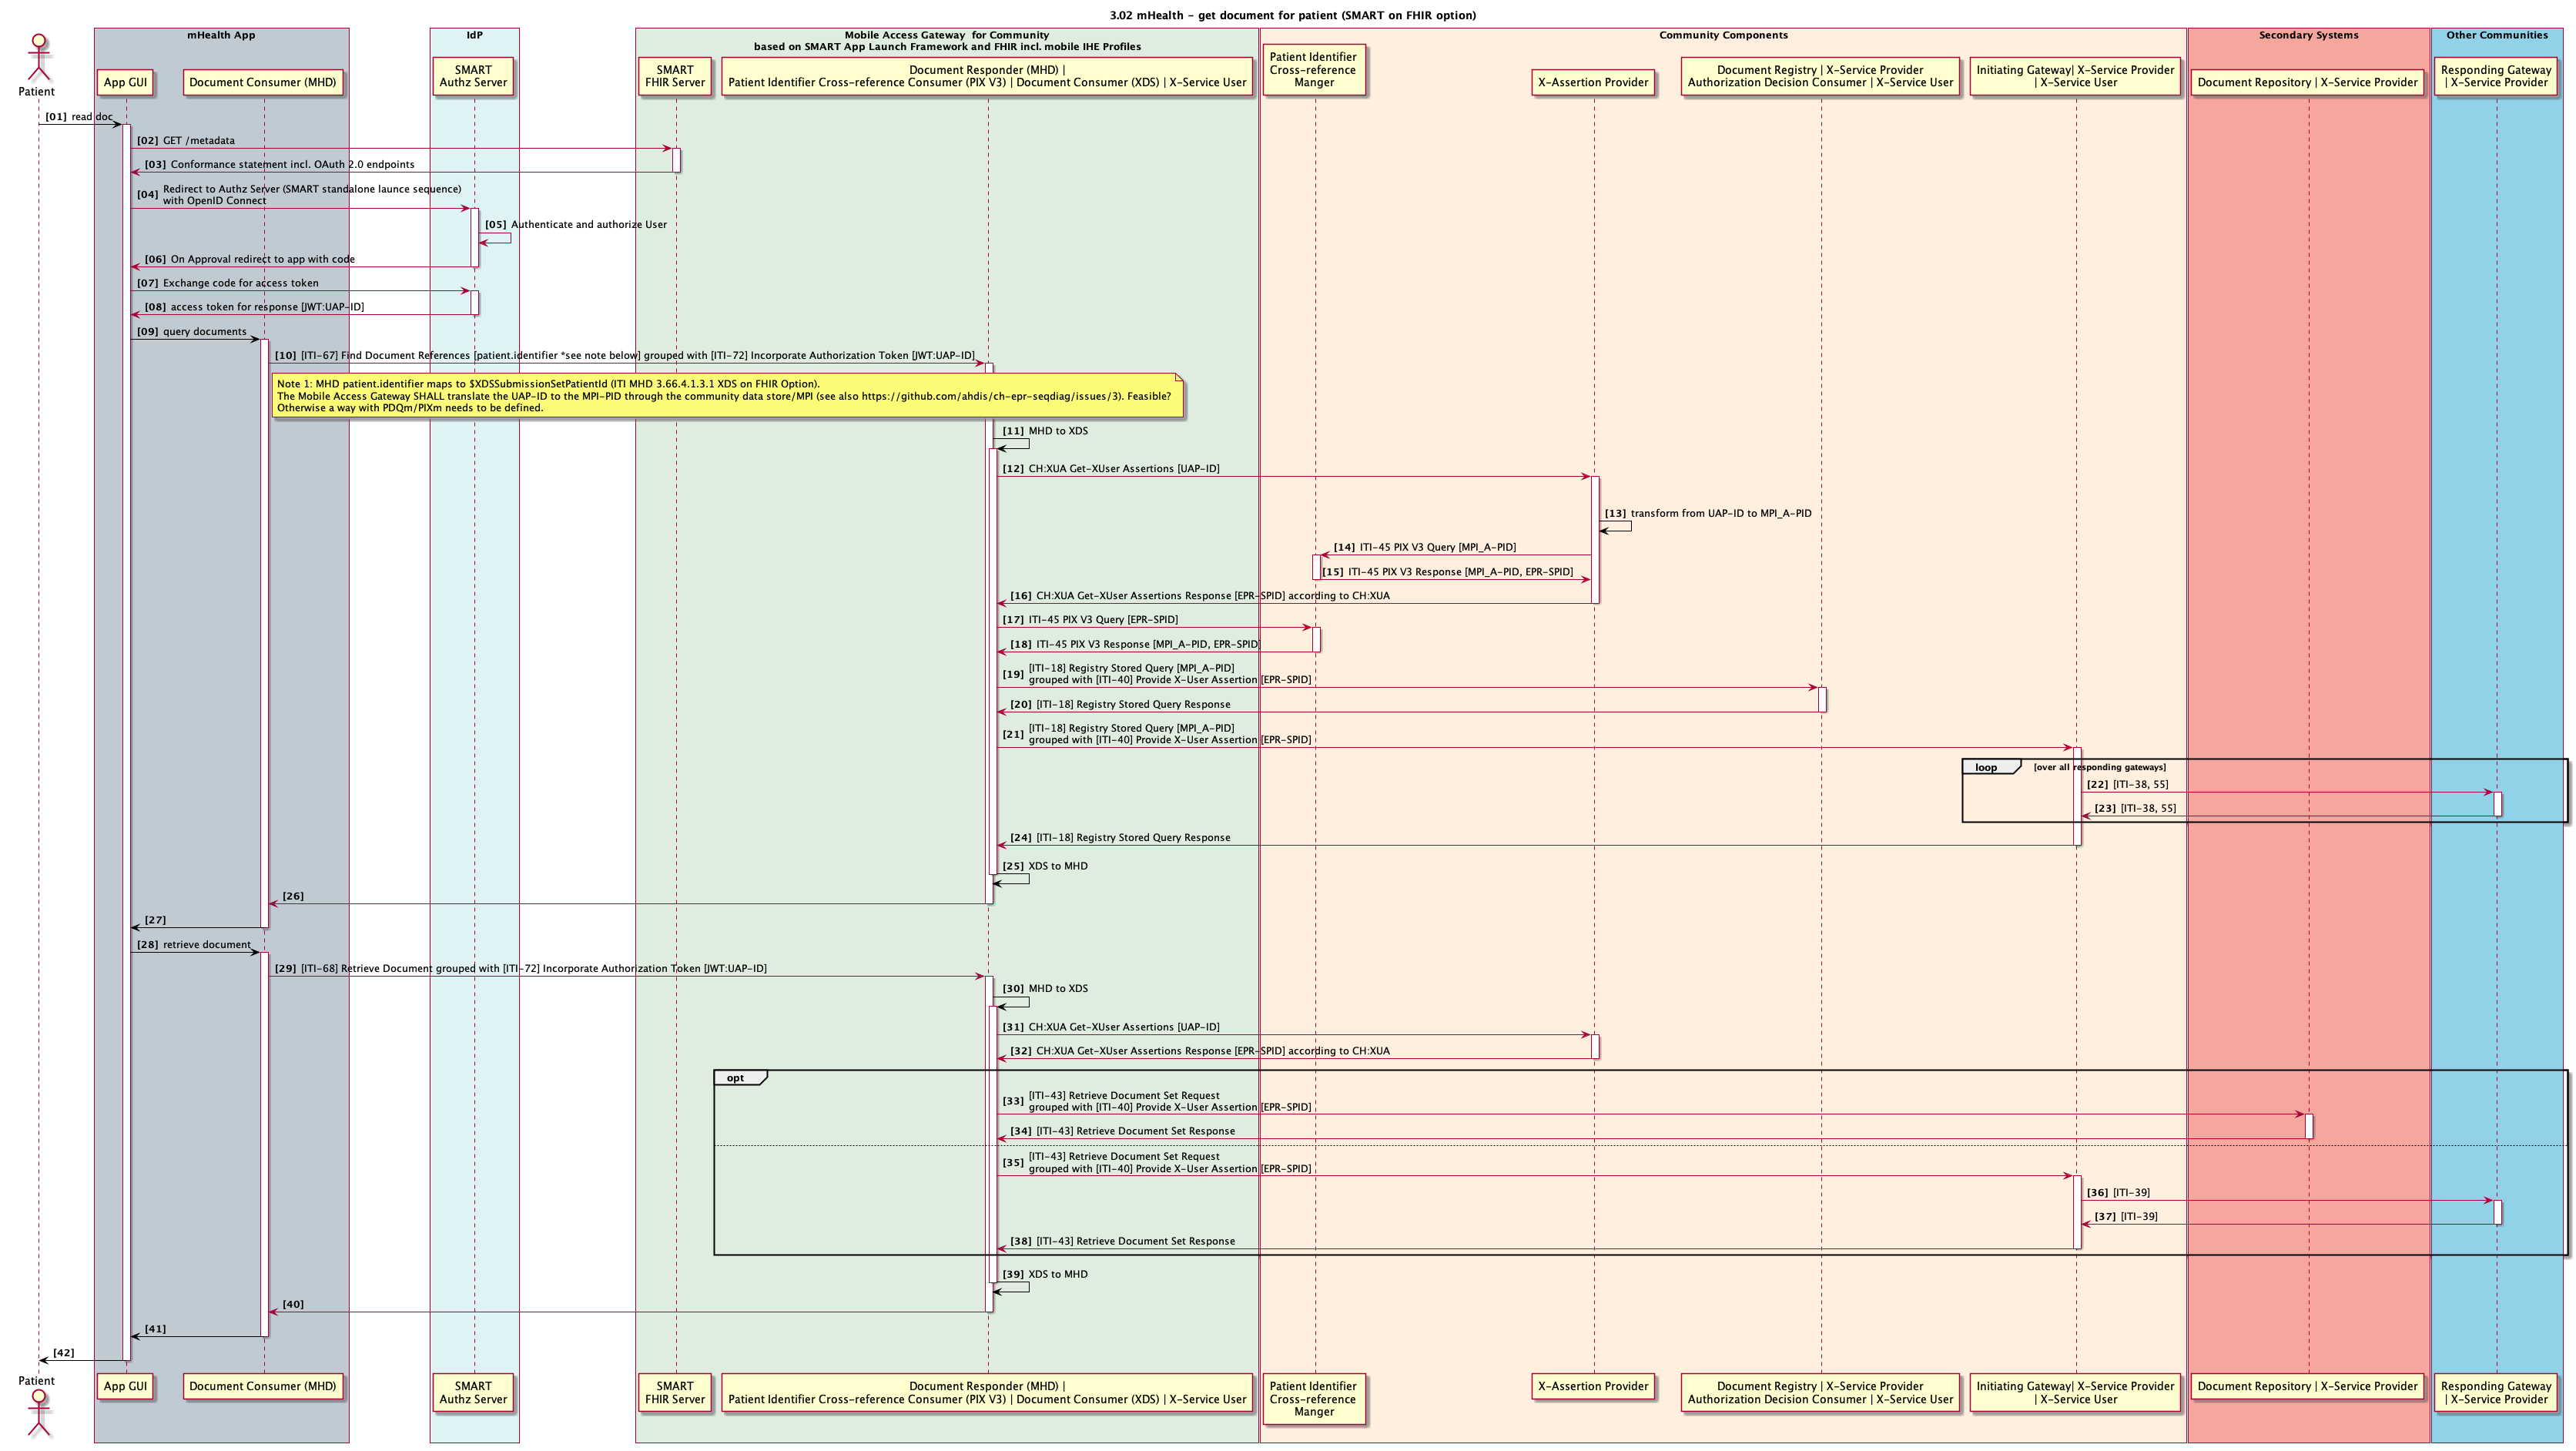 3.02 mHealth - get document for patient (SMART on FHIR option)
mHealth App
IdP
Mobile Access Gateway  for Community
based on SMART App Launch Framework and FHIR incl. mobile IHE Profiles
Community Components
Secondary Systems
Other Communities
Patient
App GUI
Document Consumer (MHD)
SMART
Authz Server
SMART
FHIR Server
Document Responder (MHD) |
Patient Identifier Cross-reference Consumer (PIX V3) | Document Consumer (XDS) | X-Service User
Patient Identifier
Cross-reference
Manger
X-Assertion Provider
Document Registry | X-Service Provider
Authorization Decision Consumer | X-Service User
Initiating Gateway| X-Service Provider
| X-Service User
Document Repository | X-Service Provider
Responding Gateway
| X-Service Provider
[01] read doc
[02] GET /metadata
[03] Conformance statement incl. OAuth 2.0 endpoints
[04] Redirect to Authz Server (SMART standalone launce sequence)
with OpenID Connect
[05] Authenticate and authorize User
[06] On Approval redirect to app with code
[07] Exchange code for access token
[08] access token for response [JWT:UAP-ID]
[09] query documents
[10] [ITI-67] Find Document References [patient.identifier *see note below] grouped with [ITI-72] Incorporate Authorization Token [JWT:UAP-ID]
Note 1: MHD patient.identifier maps to $XDSSubmissionSetPatientId (ITI MHD 3.66.4.1.3.1 XDS on FHIR Option).
The Mobile Access Gateway SHALL translate the UAP-ID to the MPI-PID through the community data store/MPI (see also https://github.com/ahdis/ch-epr-seqdiag/issues/3). Feasible?
Otherwise a way with PDQm/PIXm needs to be defined.
[11] MHD to XDS
[12] CH:XUA Get-XUser Assertions [UAP-ID]
[13] transform from UAP-ID to MPI_A-PID
[14] ITI-45 PIX V3 Query [MPI_A-PID]
[15] ITI-45 PIX V3 Response [MPI_A-PID, EPR-SPID]
[16] CH:XUA Get-XUser Assertions Response [EPR-SPID] according to CH:XUA
[17] ITI-45 PIX V3 Query [EPR-SPID]
[18] ITI-45 PIX V3 Response [MPI_A-PID, EPR-SPID]
[19] [ITI-18] Registry Stored Query [MPI_A-PID]
grouped with [ITI-40] Provide X-User Assertion [EPR-SPID]
[20] [ITI-18] Registry Stored Query Response
[21] [ITI-18] Registry Stored Query [MPI_A-PID]
grouped with [ITI-40] Provide X-User Assertion [EPR-SPID]
loop [over all responding gateways]
[22] [ITI-38, 55]
[23] [ITI-38, 55]
[24] [ITI-18] Registry Stored Query Response
[25] XDS to MHD
[26]
[27]
[28] retrieve document
[29] [ITI-68] Retrieve Document grouped with [ITI-72] Incorporate Authorization Token [JWT:UAP-ID]
[30] MHD to XDS
[31] CH:XUA Get-XUser Assertions [UAP-ID]
[32] CH:XUA Get-XUser Assertions Response [EPR-SPID] according to CH:XUA
opt
[33] [ITI-43] Retrieve Document Set Request
grouped with [ITI-40] Provide X-User Assertion [EPR-SPID]
[34] [ITI-43] Retrieve Document Set Response
[35] [ITI-43] Retrieve Document Set Request
grouped with [ITI-40] Provide X-User Assertion [EPR-SPID]
[36] [ITI-39]
[37] [ITI-39]
[38] [ITI-43] Retrieve Document Set Response
[39] XDS to MHD
[40]
[41]
[42]
Patient
App GUI
Document Consumer (MHD)
SMART
Authz Server
SMART
FHIR Server
Document Responder (MHD) |
Patient Identifier Cross-reference Consumer (PIX V3) | Document Consumer (XDS) | X-Service User
Patient Identifier
Cross-reference
Manger
X-Assertion Provider
Document Registry | X-Service Provider
Authorization Decision Consumer | X-Service User
Initiating Gateway| X-Service Provider
| X-Service User
Document Repository | X-Service Provider
Responding Gateway
| X-Service Provider